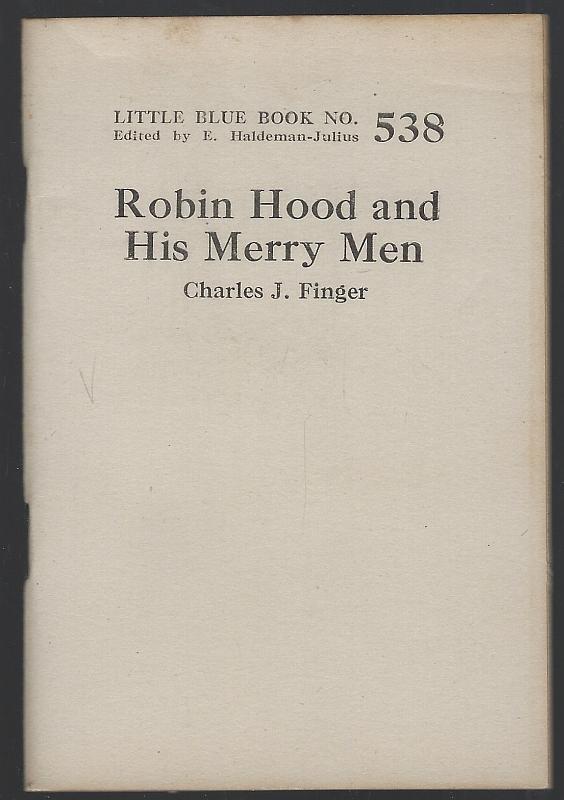 LITTLE BLUE BOOK NO. 538
Edited by E. Haldeman-Julius
Robin Hood and
His Merry Men
Charles J. Finger